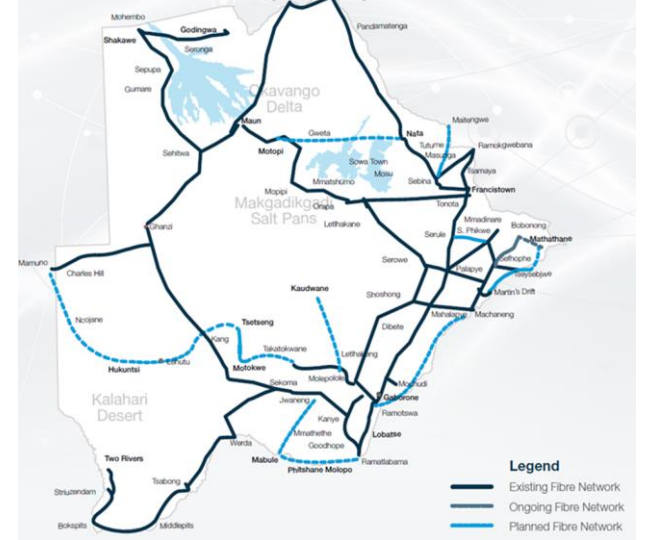 Mohembo
Godingwa
Pandamatenga
Shakawe
Seronga
Sepupa
Gumare
Okavango
Delta
Maun
Maitengwe
Gweta
Nata
Motopi
Tutume
Ramokgwebana
Masunga
Sehitwa
Sowa Town
Mosu
Tsamaya
Mmatshumo
Sebina
Francistown
Mopipi
Makgadikgadi
Orapa
Tonota
Salt Pans
Letlhakane
Mmadinare
Ghanzi
S. Phikwe
Bobonong
Serule
Mathathane
Mamuno
Serowe
Sefhophe
Charles Hill
Palapye
Kaudwane
Shoshong
Martin's Drift
Ncojane
Tsetseng
Mahalapye
Machaneng
Kang
Dibete
Takatokwane
Letlhakeng
Hukuntsi
Lehutu
Motokwe
Sekoma
Molepolole
Mochudi
Kalahari
Desert
Jwaneng
Gaborone
Kanye
Ramotswa
Mmathethe
Lobatse
Werda
Goodhope
Two Rivers
Mabule
Ramatlabama
Phitshane Molopo
Tsabong
Struizendam
Bokspits
Middlepits
Legend
Existing Fibre Network
Ongoing Fibre Network
Planned Fibre Network